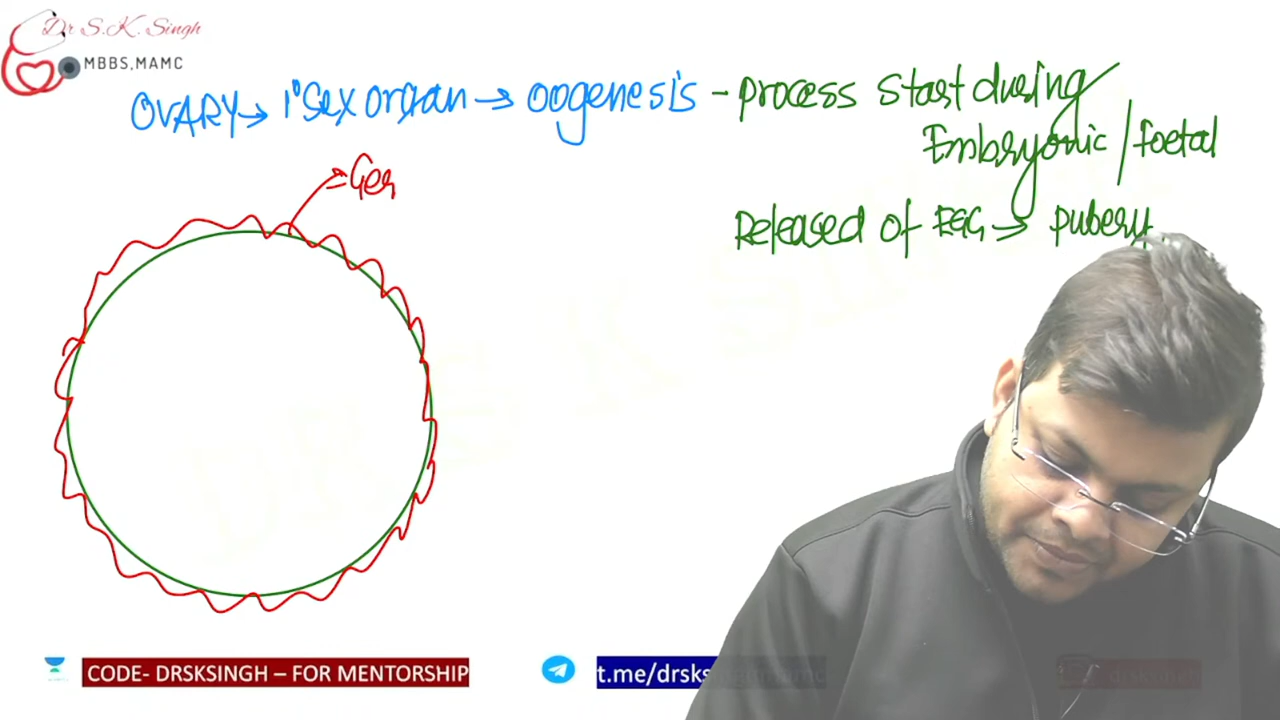 Dr S.K. Singh
MBBS,MAMC
OVARY → 1° Sex organ → oogenesis - process start during
Embryonic / foetal
Released of EGG → pubery
Ger
CODE- DRSKSINGH – FOR MENTORSHIP
t.me/drsks